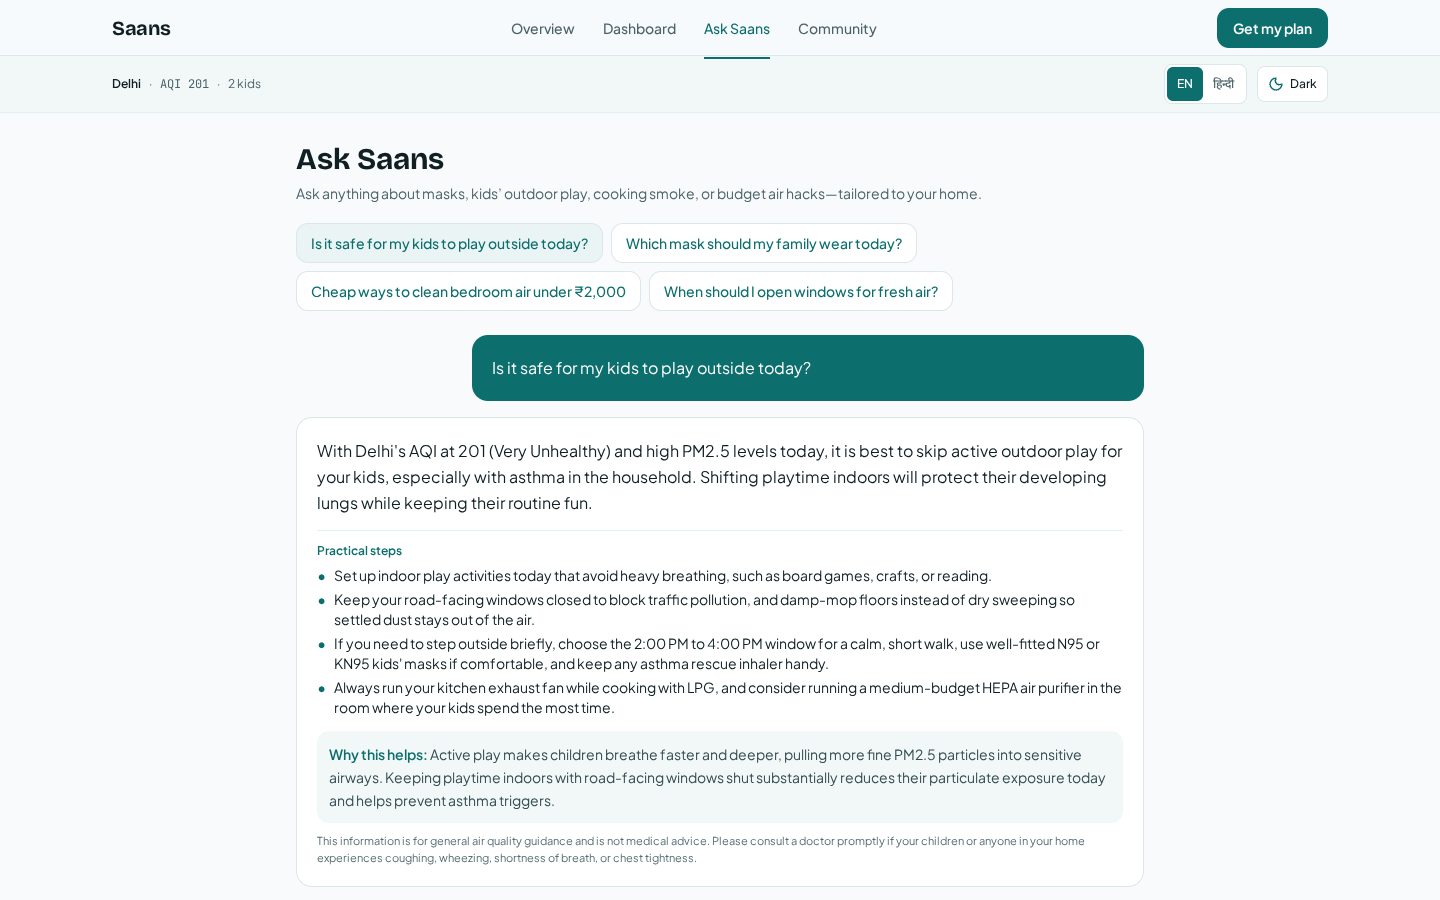 Saans
Overview
Dashboard
Ask Saans
Community
Get my plan
Delhi · AQI 201 · 2 kids
EN
हिन्दी
Dark
Ask Saans
Ask anything about masks, kids' outdoor play, cooking smoke, or budget air hacks—tailored to your home.
Is it safe for my kids to play outside today?
Which mask should my family wear today?
Cheap ways to clean bedroom air under ₹2,000
When should I open windows for fresh air?
Is it safe for my kids to play outside today?
With Delhi's AQI at 201 (Very Unhealthy) and high PM2.5 levels today, it is best to skip active outdoor play for
your kids, especially with asthma in the household. Shifting playtime indoors will protect their developing
lungs while keeping their routine fun.
Practical steps
• Set up indoor play activities today that avoid heavy breathing, such as board games, crafts, or reading.
• Keep your road-facing windows closed to block traffic pollution, and damp-mop floors instead of dry sweeping so
settled dust stays out of the air.
• If you need to step outside briefly, choose the 2:00 PM to 4:00 PM window for a calm, short walk, use well-fitted N95 or
KN95 kids' masks if comfortable, and keep any asthma rescue inhaler handy.
• Always run your kitchen exhaust fan while cooking with LPG, and consider running a medium-budget HEPA air purifier in the
room where your kids spend the most time.
Why this helps: Active play makes children breathe faster and deeper, pulling more fine PM2.5 particles into sensitive
airways. Keeping playtime indoors with road-facing windows shut substantially reduces their particulate exposure today
and helps prevent asthma triggers.
This information is for general air quality guidance and is not medical advice. Please consult a doctor promptly if your children or anyone in your home
experiences coughing, wheezing, shortness of breath, or chest tightness.